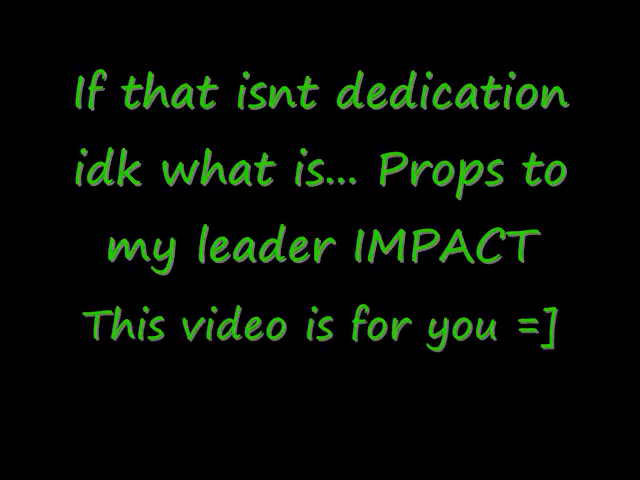 If that isnt dedication
idk what is... Props to
my leader IMPACT
This video is for you =]